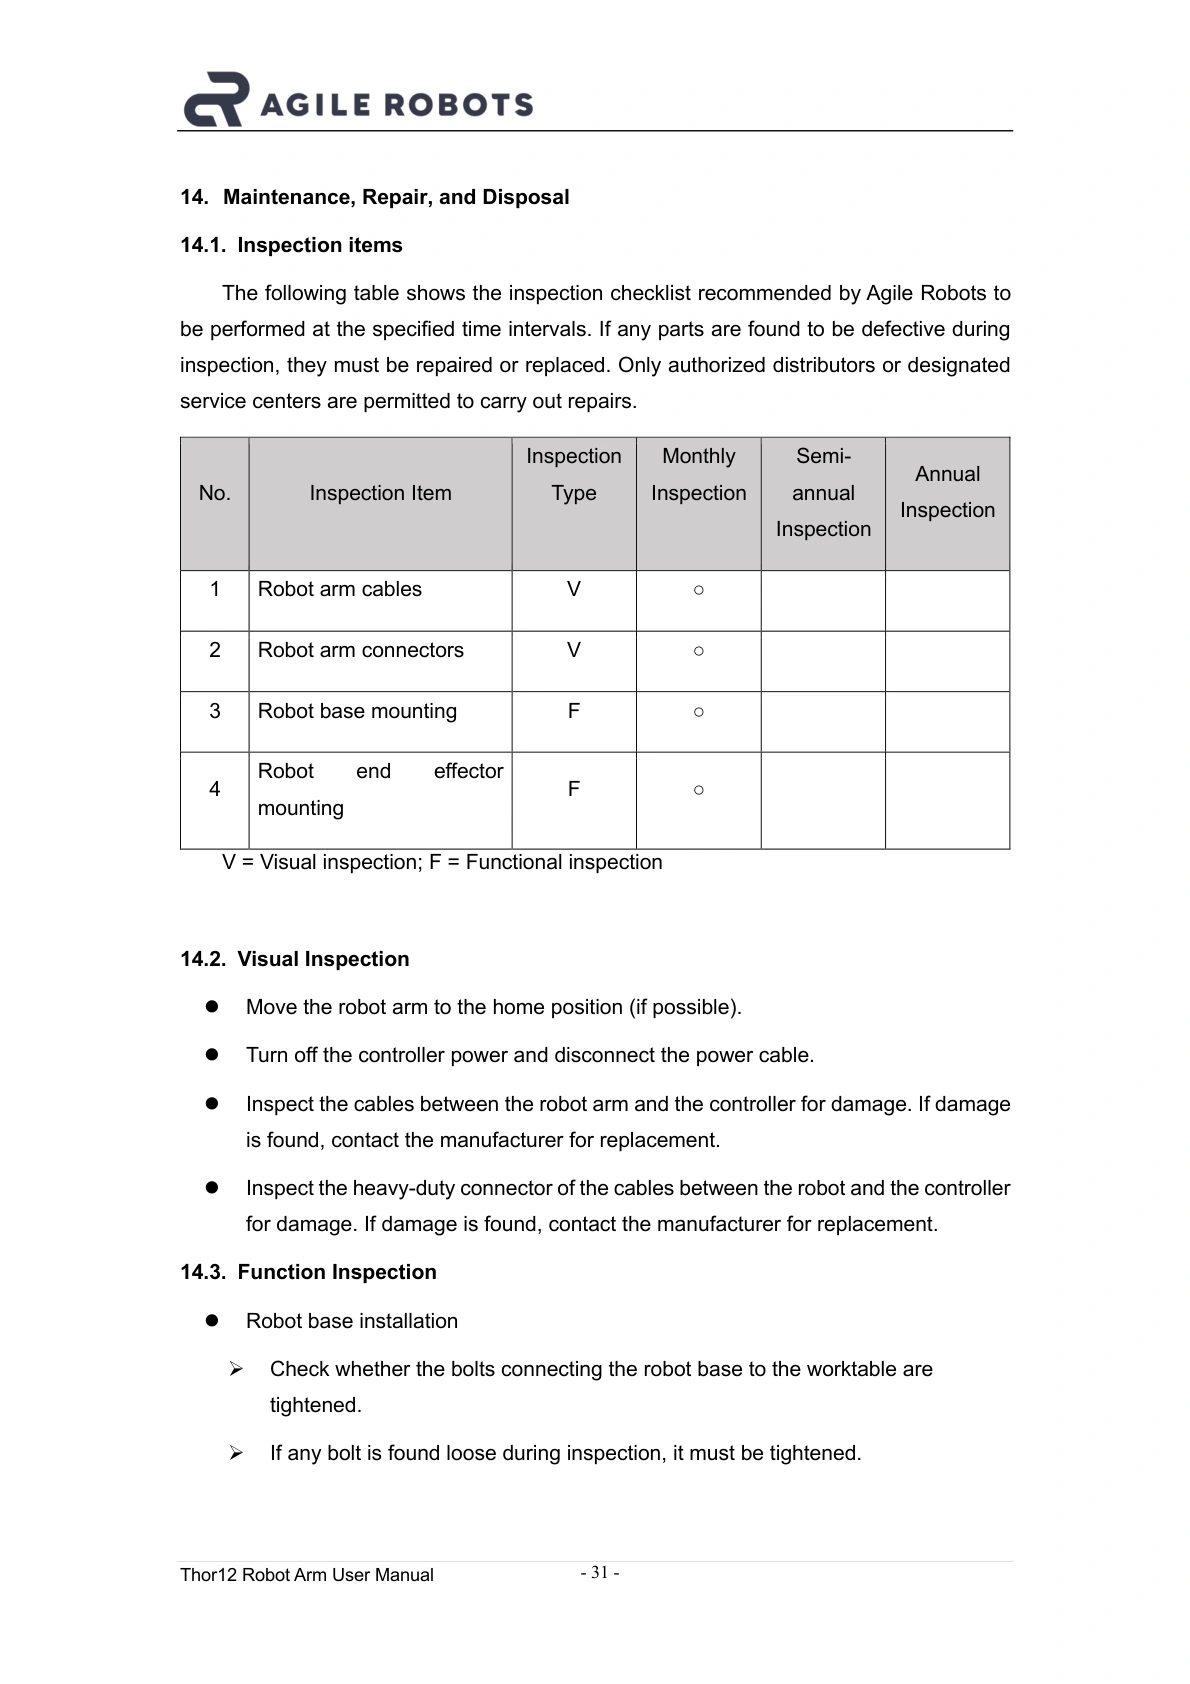 AGILE ROBOTS
14. Maintenance, Repair, and Disposal
14.1. Inspection items
The following table shows the inspection checklist recommended by Agile Robots to
be performed at the specified time intervals. If any parts are found to be defective during
inspection, they must be repaired or replaced. Only authorized distributors or designated
service centers are permitted to carry out repairs.
No.
Inspection Item
Inspection
Type
Monthly
Inspection
Semi-
annual
Inspection
Annual
Inspection
1 Robot arm cables V ○
2 Robot arm connectors V ○
3 Robot base mounting F ○
4 Robot end effector
mounting F ○
V = Visual inspection; F = Functional inspection
14.2. Visual Inspection
● Move the robot arm to the home position (if possible).
● Turn off the controller power and disconnect the power cable.
● Inspect the cables between the robot arm and the controller for damage. If damage
is found, contact the manufacturer for replacement.
● Inspect the heavy-duty connector of the cables between the robot and the controller
for damage. If damage is found, contact the manufacturer for replacement.
14.3. Function Inspection
● Robot base installation
➢ Check whether the bolts connecting the robot base to the worktable are
tightened.
➢ If any bolt is found loose during inspection, it must be tightened.
Thor12 Robot Arm User Manual - 31 -